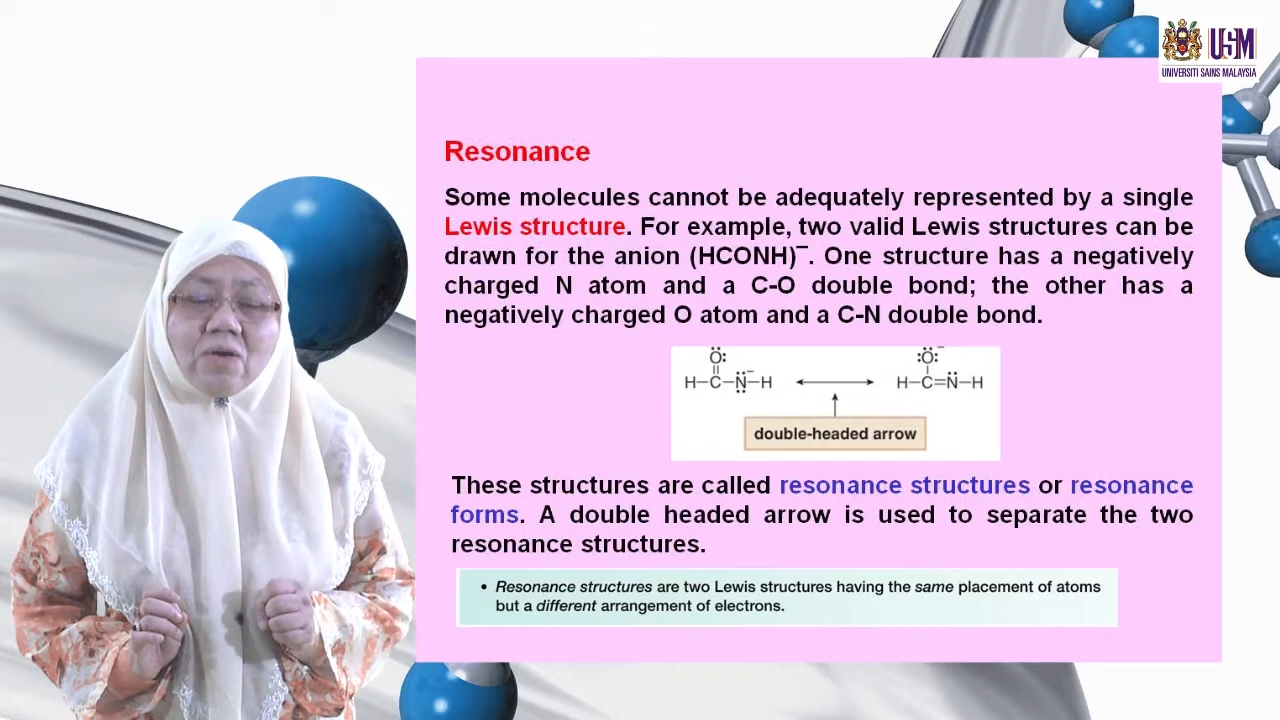 USM
UNIVERSITI SAINS MALAYSIA
Resonance
Some molecules cannot be adequately represented by a single
Lewis structure. For example, two valid Lewis structures can be
drawn for the anion (HCONH)⁻. One structure has a negatively
charged N atom and a C-O double bond; the other has a
negatively charged O atom and a C-N double bond.
Ö: :Ö:⁻
H–C–N̈⁻–H H–C=N̈–H
double-headed arrow
These structures are called resonance structures or resonance
forms. A double headed arrow is used to separate the two
resonance structures.
• Resonance structures are two Lewis structures having the same placement of atoms
but a different arrangement of electrons.